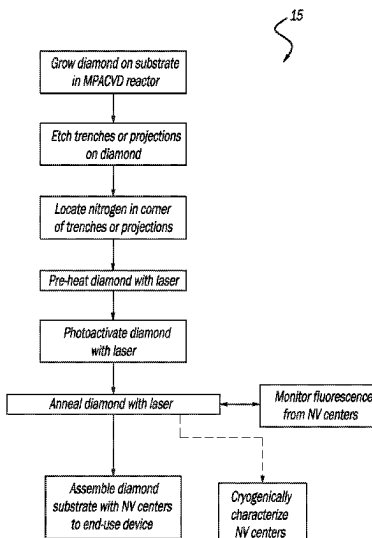 15
Grow diamond on substrate
in MPACVD reactor
Etch trenches or projections
on diamond
Locate nitrogen in corner
of trenches or projections
Pre-heat diamond with laser
Photoactivate diamond
with laser
Anneal diamond with laser
Monitor fluorescence
from NV centers
Assemble diamond
substrate with NV centers
to end-use device
Cryogenically
characterize
NV centers